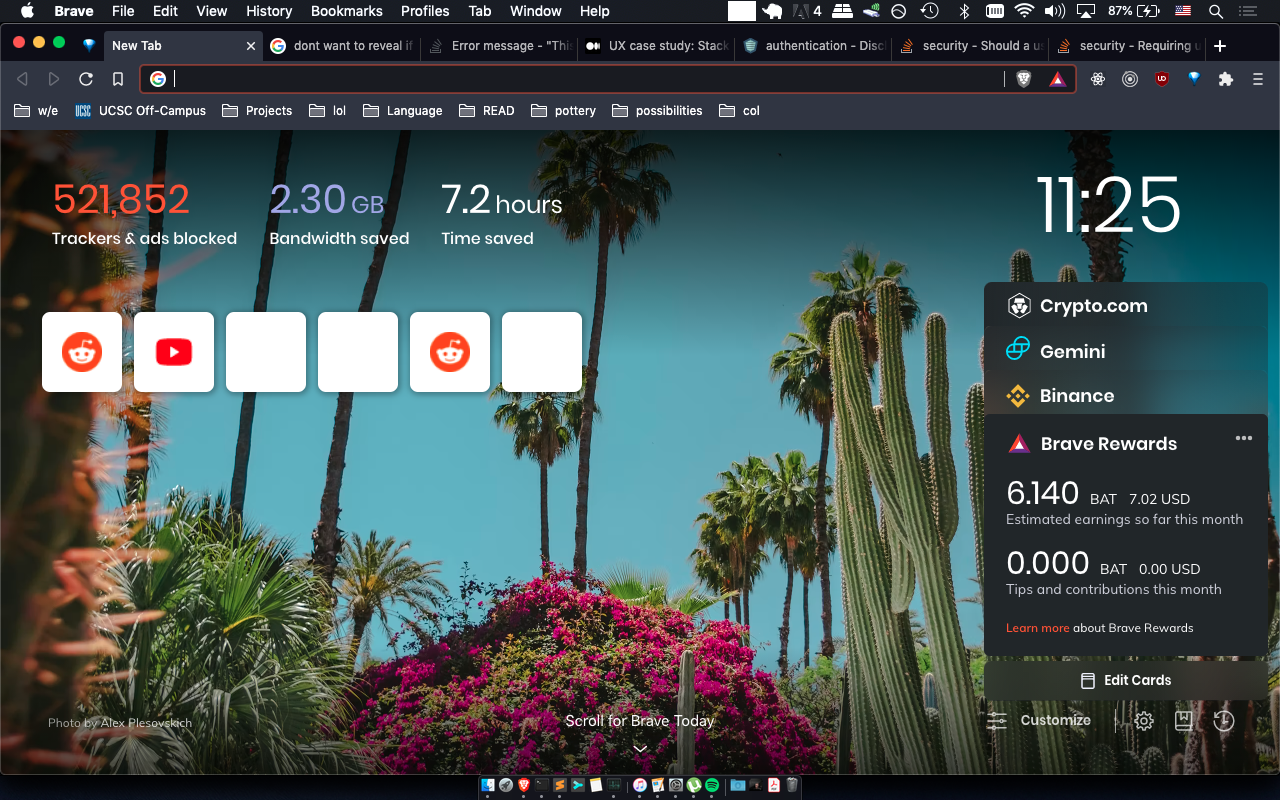 Brave File Edit View History Bookmarks Profiles Tab Window Help 4 87%
New Tab dont want to reveal if Error message - "This UX case study: Stack authentication - Disc security - Should a us security - Requiring u
w/e UCSC UCSC Off-Campus Projects lol Language READ pottery possibilities col
521,852 2.30 GB 7.2 hours
Trackers & ads blocked Bandwidth saved Time saved
11:25
Crypto.com
Gemini
Binance
Brave Rewards
6.140 BAT 7.02 USD
Estimated earnings so far this month
0.000 BAT 0.00 USD
Tips and contributions this month
Learn more about Brave Rewards
Edit Cards
Photo by Alex Plesovskich
Scroll for Brave Today
Customize